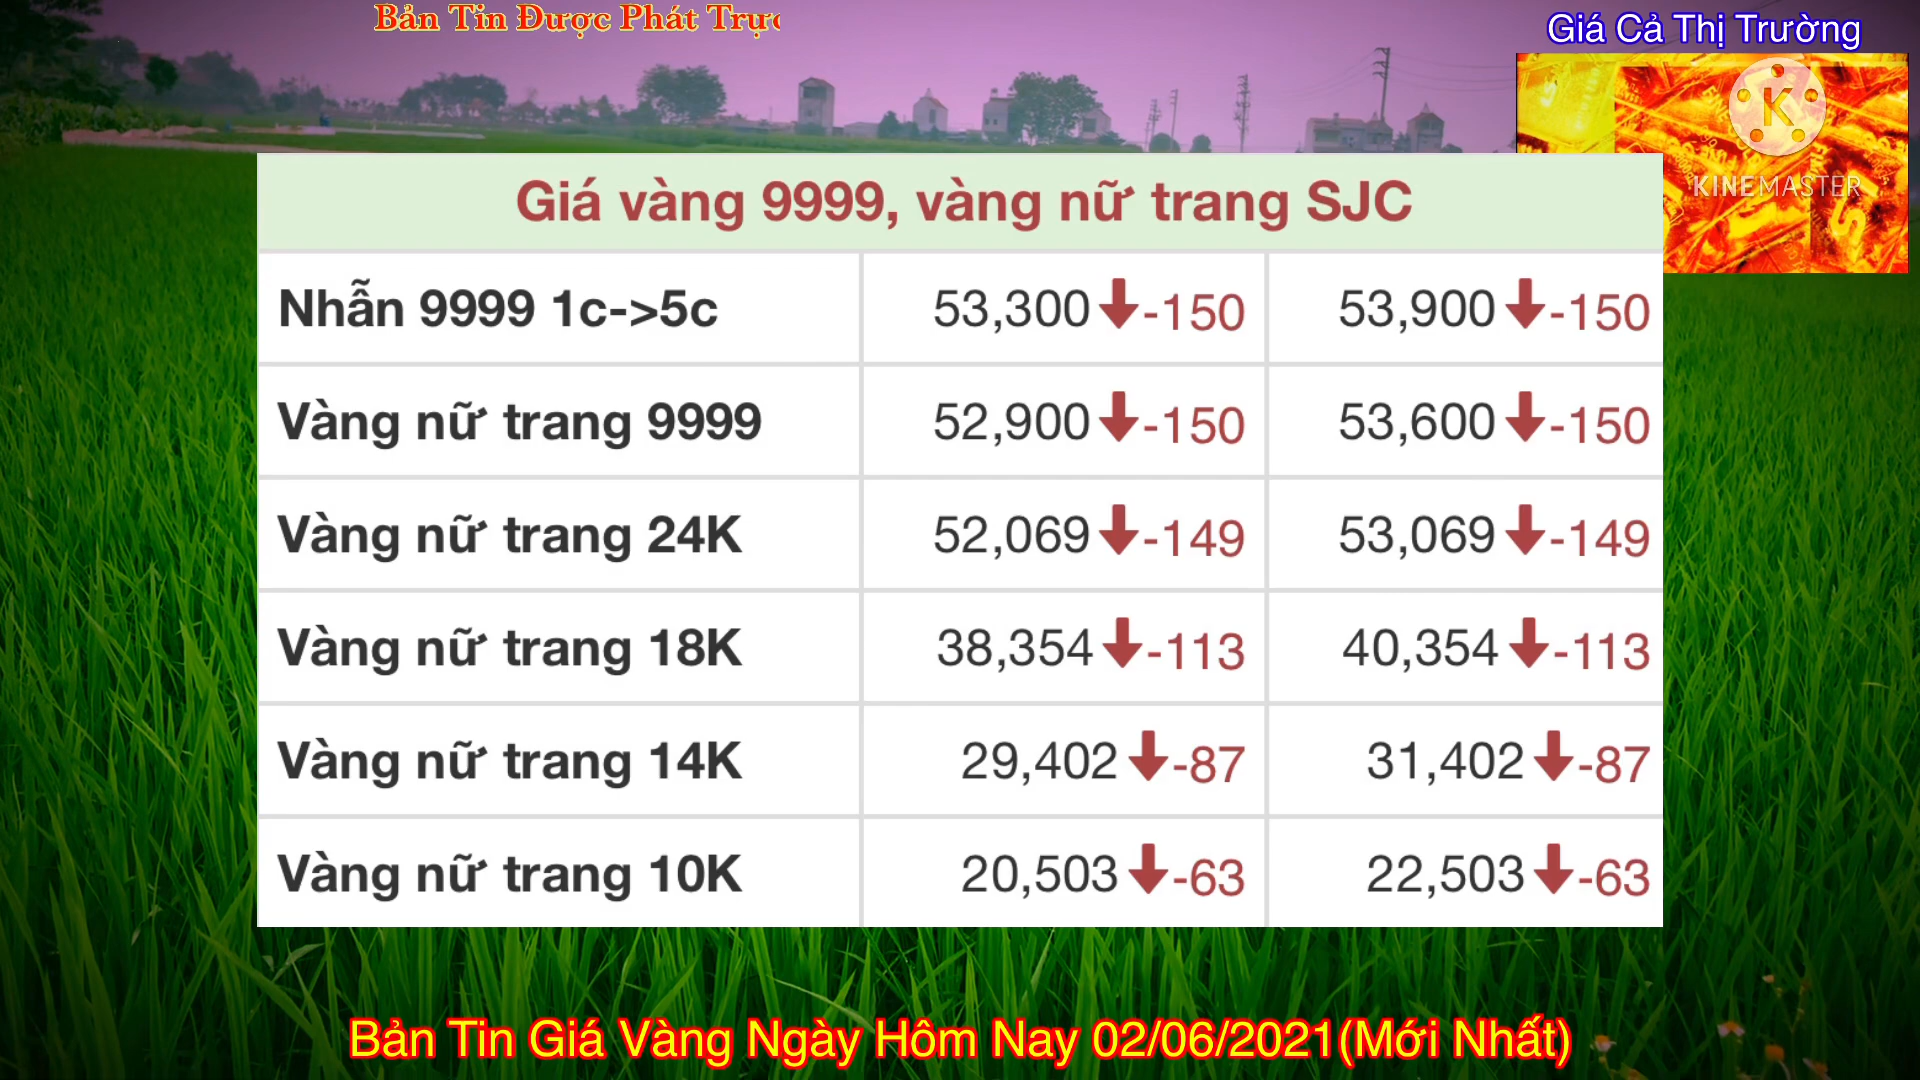 Bản Tin Được Phát Trực
Giá Cả Thị Trường
KINEMASTER
Giá vàng 9999, vàng nữ trang SJC
Nhẫn 9999 1c->5c 53,300 -150 53,900 -150
Vàng nữ trang 9999 52,900 -150 53,600 -150
Vàng nữ trang 24K 52,069 -149 53,069 -149
Vàng nữ trang 18K 38,354 -113 40,354 -113
Vàng nữ trang 14K 29,402 -87 31,402 -87
Vàng nữ trang 10K 20,503 -63 22,503 -63
Bản Tin Giá Vàng Ngày Hôm Nay 02/06/2021(Mới Nhất)